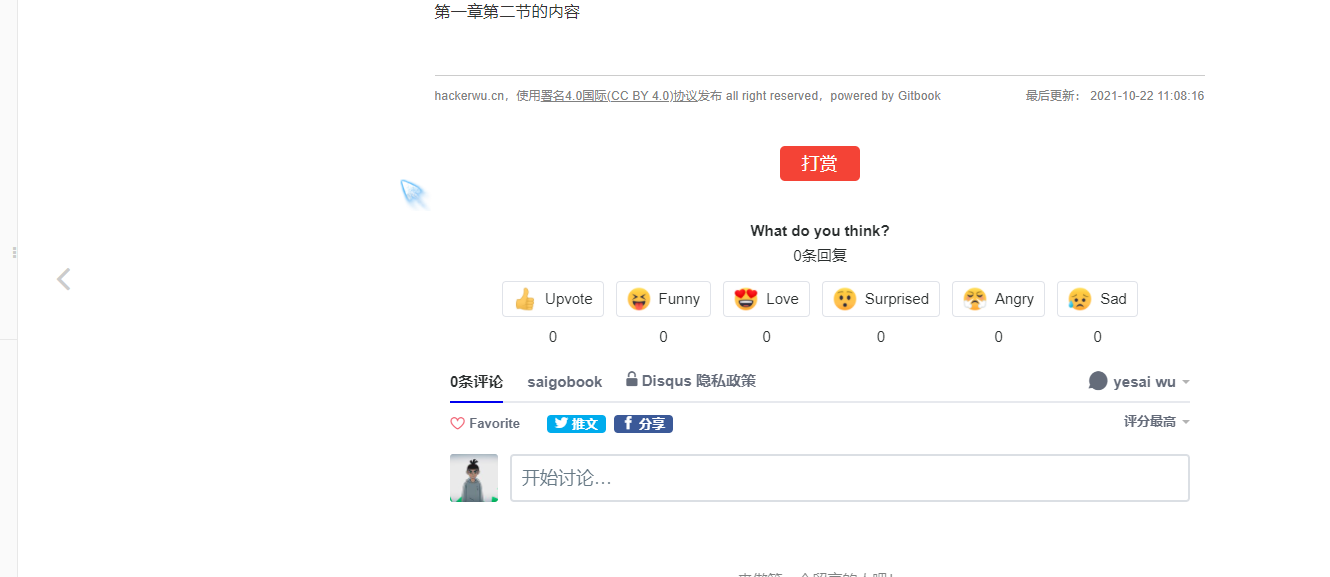 第一章第二节的内容
hackerwu.cn，使用署名4.0国际(CC BY 4.0)协议发布 all right reserved，powered by Gitbook 最后更新： 2021-10-22 11:08:16
打赏
What do you think?
0条回复
Upvote Funny Love Surprised Angry Sad
0 0 0 0 0 0
0条评论 saigobook Disqus 隐私政策 yesai wu
Favorite 推文 分享 评分最高
开始讨论...